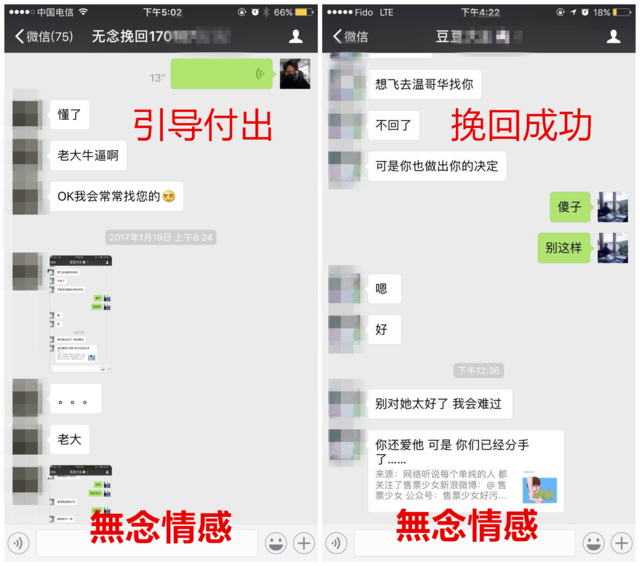 中国电信
下午5:02
66%
微信(75)
无念挽回170
13"
懂了
引导付出
老大牛逼啊
OK我会常常找您的
2017年1月19日 上午8:24
。。。
老大
無念情感
Fido LTE
下午4:22
18%
微信
豆豆
想飞去温哥华找你
不回了
挽回成功
可是你也做出你的决定
傻子
别这样
嗯
好
下午12:36
别对她太好了 我会难过
你还爱他 可是 你们已经分手
了......
来源：网络听说每个单纯的人 都
关注了售票少女新浪微博：@ 售
票少女 公众号：售票少女好污...
無念情感